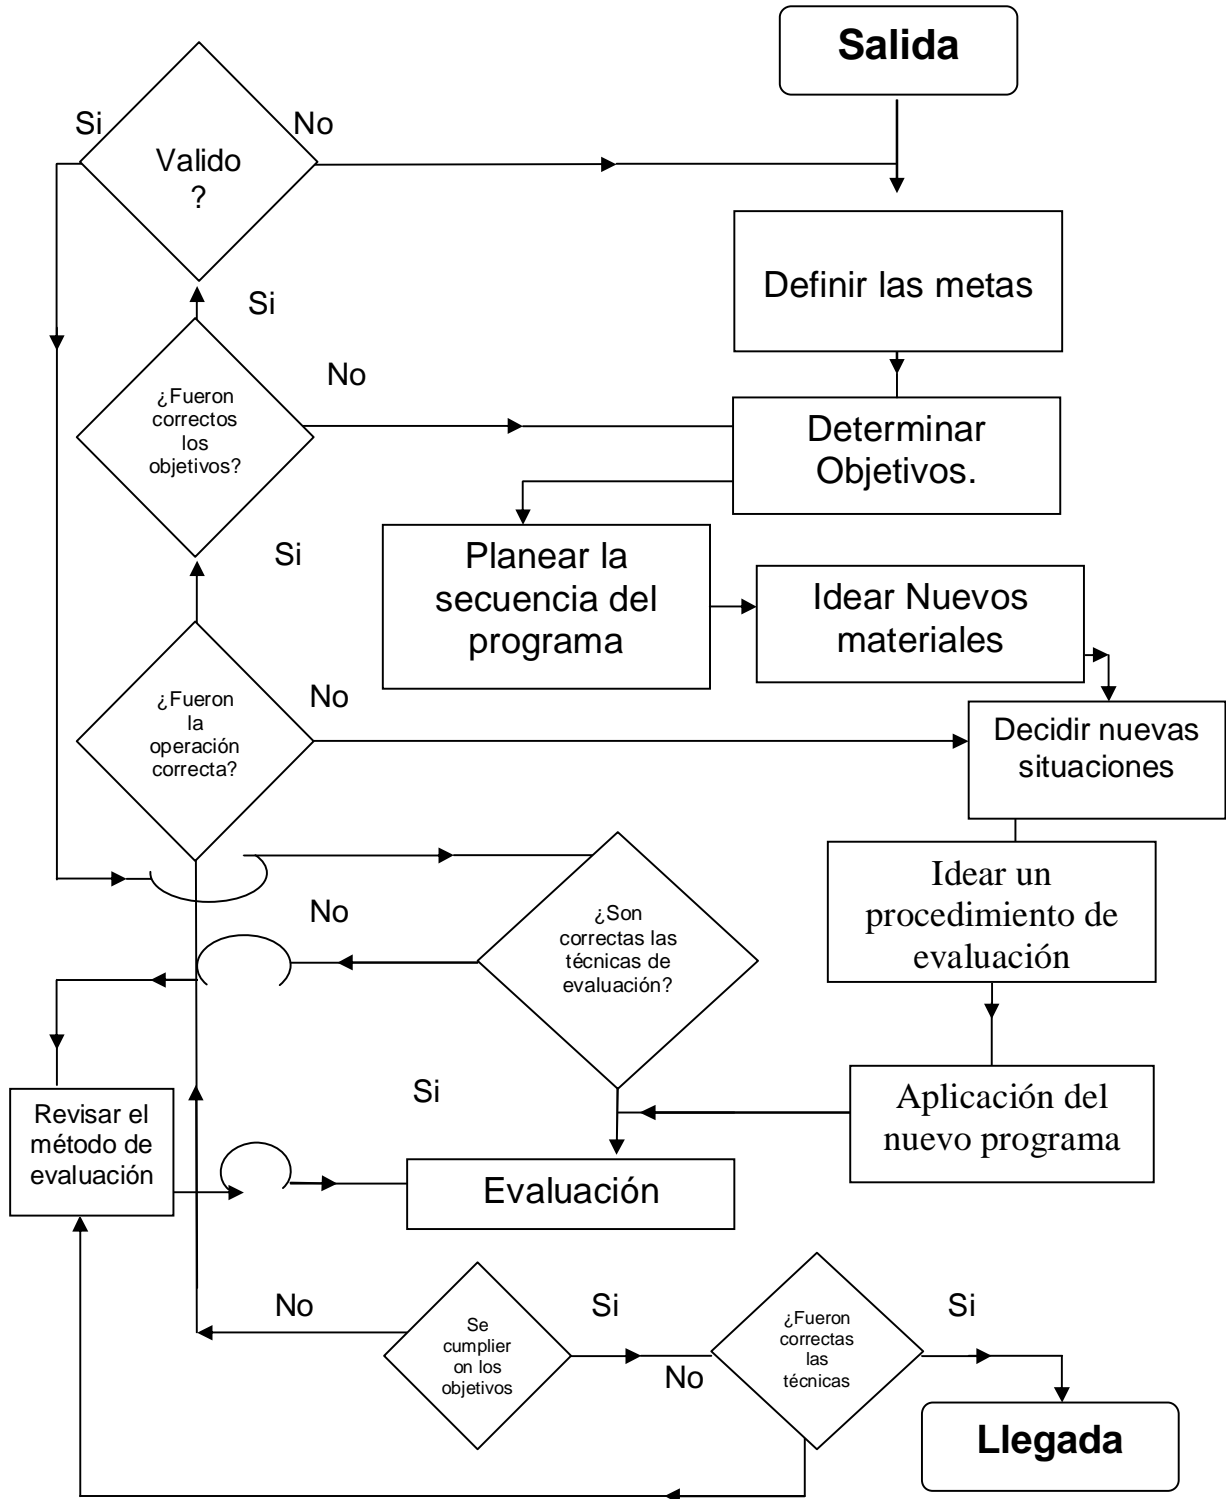 Salida
Si
No
Valido
?
Definir las metas
Si
¿Fueron
correctos
los
objetivos?
No
Determinar
Objetivos.
Si
Planear la
secuencia del
programa
Idear Nuevos
materiales
¿Fueron
la
operación
correcta?
No
Decidir nuevas
situaciones
Idear un
procedimiento de
evaluación
No
¿Son
correctas las
técnicas de
evaluación?
Si
Aplicación del
nuevo programa
Revisar el
método de
evaluación
Evaluación
No
Se
cumplier
on los
objetivos
Si
No
¿Fueron
correctas
las
técnicas
Si
Llegada